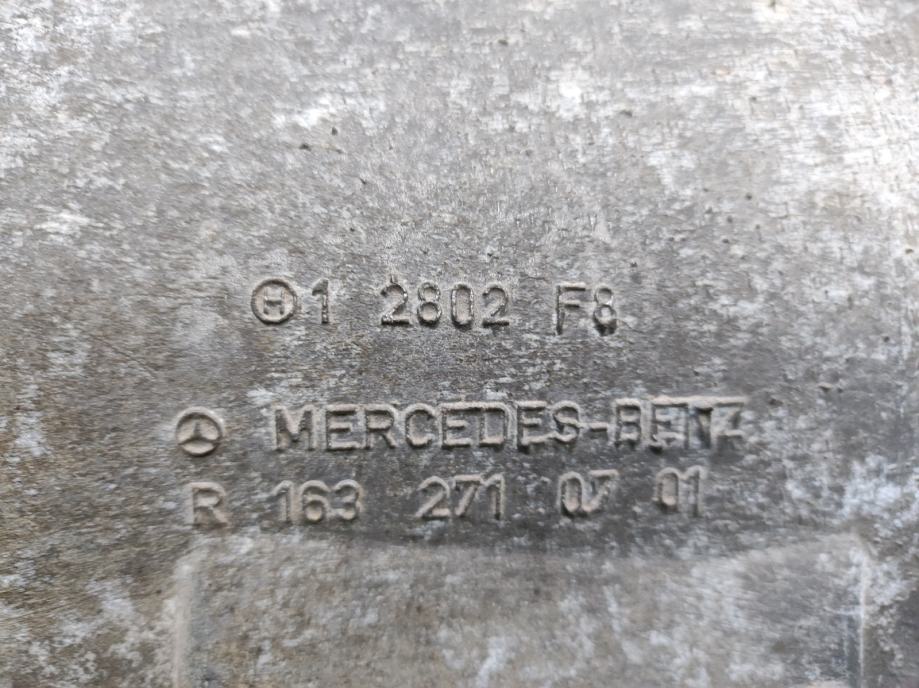 H 1 2802 F8
MERCEDES-BENZ
R 163 271 07 01